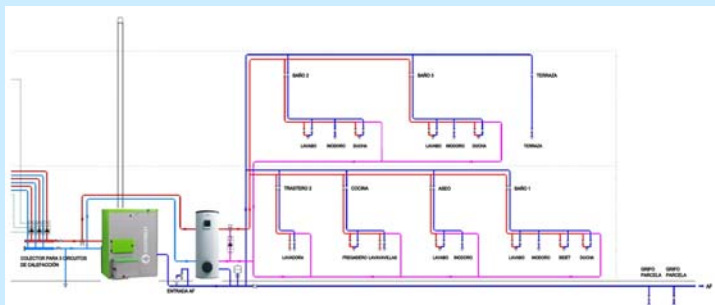 BAÑO 2
TERRAZA
LAVABO INODORO DUCHA
LAVABO INODORO DUCHA
TERRAZA
TRASTERO 2 COCINA ASEO BAÑO 1
LAVADORA FREGADERO LAVAVAJILLAS LAVABO INODORO LAVABO INODORO BIDET DUCHA
COLECTOR PARA 3 CIRCUITOS
DE CALEFACCIÓN
ENTRADA AF
GRIFO PARCELA
GRIFO PARCELA
AF